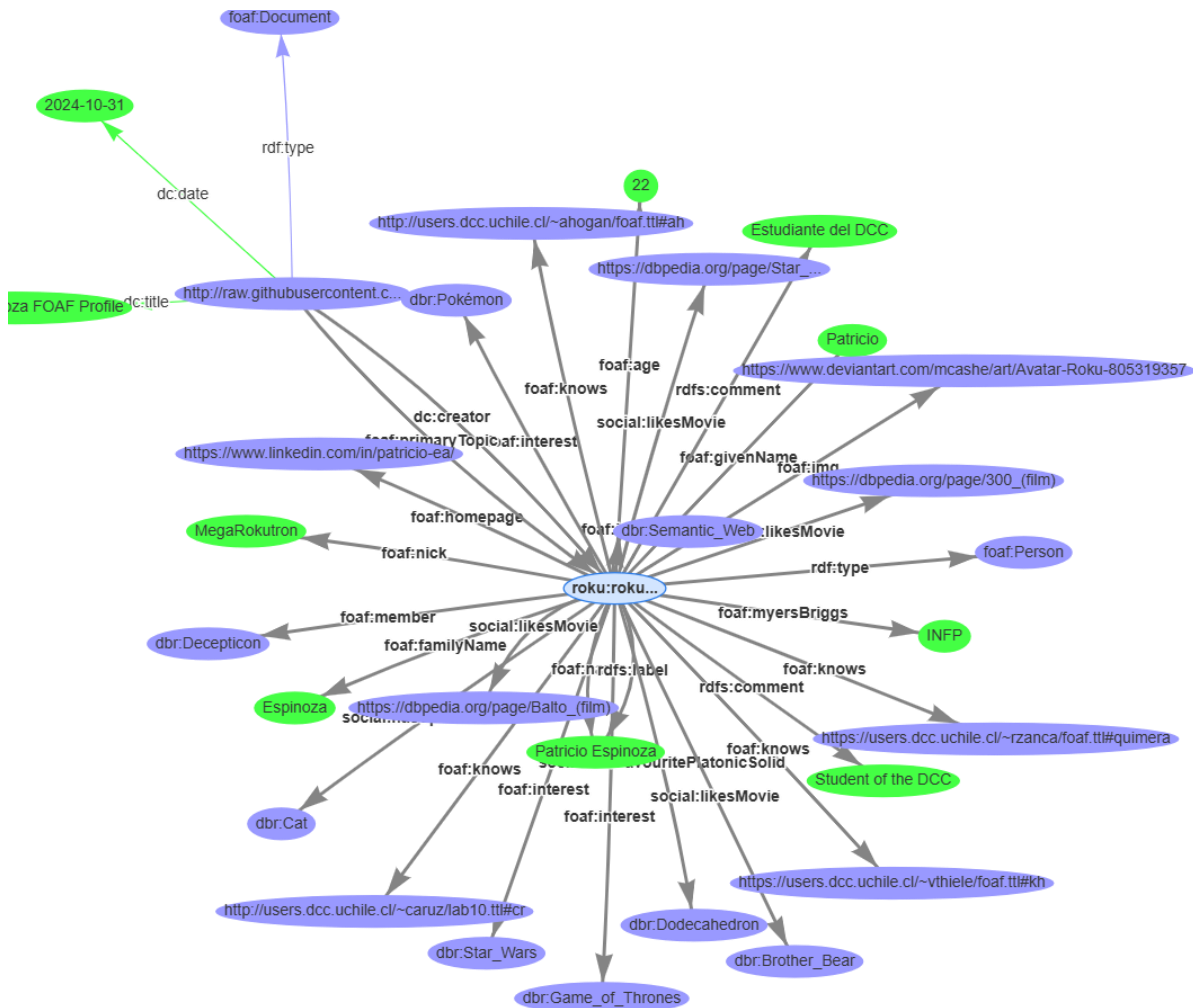 foaf:Document
2024-10-31
rdf:type
dc:date
22
http://users.dcc.uchile.cl/~ahogan/foaf.ttl#ah
Estudiante del DCC
https://dbpedia.org/page/Star_...
http://raw.githubusercontent.c...
dbr:Pokémon
FOAF Profile
dc:title
Patricio
foaf:age
foaf:knows
https://www.deviantart.com/mcashe/art/Avatar-Roku-805319357
rdfs:comment
dc:creator
social:likesMovie
foaf:primaryTopic
foaf:interest
https://www.linkedin.com/in/patricio-ea/
foaf:givenName
foaf:img
https://dbpedia.org/page/300_(film)
foaf:homepage
MegaRokutron
dbr:Semantic_Web
:likesMovie
foaf:nick
foaf:Person
rdf:type
roku:roku...
foaf:member
foaf:myersBriggs
social:likesMovie
INFP
dbr:Decepticon
foaf:familyName
foaf:knows
rdfs:label
rdfs:comment
Espinoza
https://dbpedia.org/page/Balto_(film)
https://users.dcc.uchile.cl/~rzanca/foaf.ttl#quimera
Patricio Espinoza
foaf:knows
foaf:knows
Student of the DCC
foaf:interest
social:likesMovie
foaf:interest
dbr:Cat
https://users.dcc.uchile.cl/~vthiele/foaf.ttl#kh
http://users.dcc.uchile.cl/~caruz/lab10.ttl#cr
dbr:Dodecahedron
dbr:Star_Wars
dbr:Brother_Bear
dbr:Game_of_Thrones